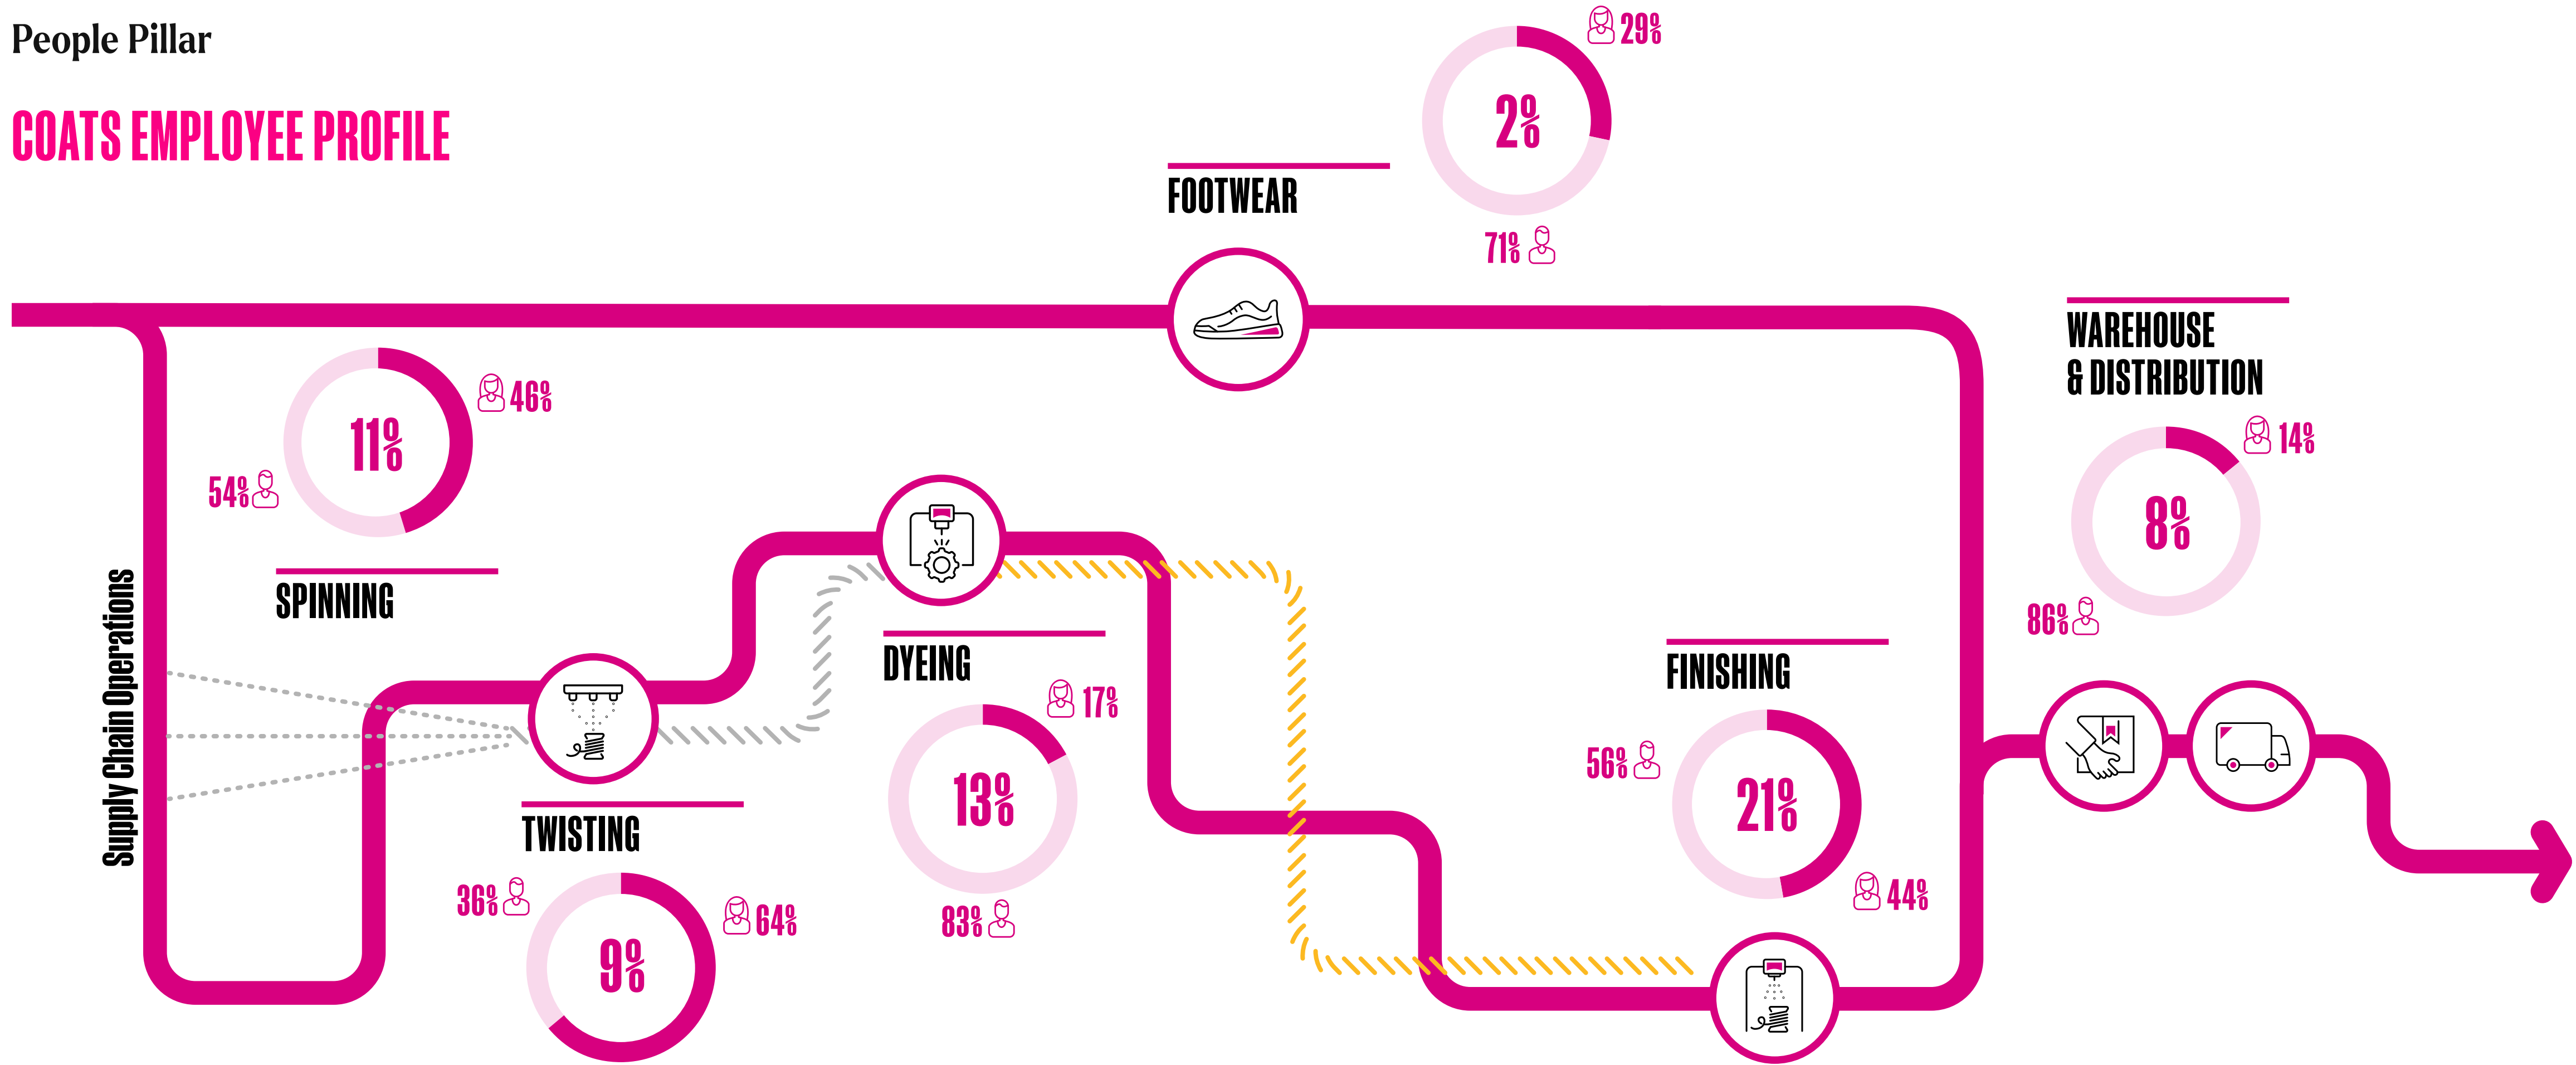 People Pillar
COATS EMPLOYEE PROFILE
29%
2%
71%
FOOTWEAR
46%
11%
54%
SPINNING
Supply Chain Operations
TWISTING
36%
64%
9%
DYEING
17%
13%
83%
FINISHING
56%
21%
44%
WAREHOUSE
& DISTRIBUTION
14%
8%
86%